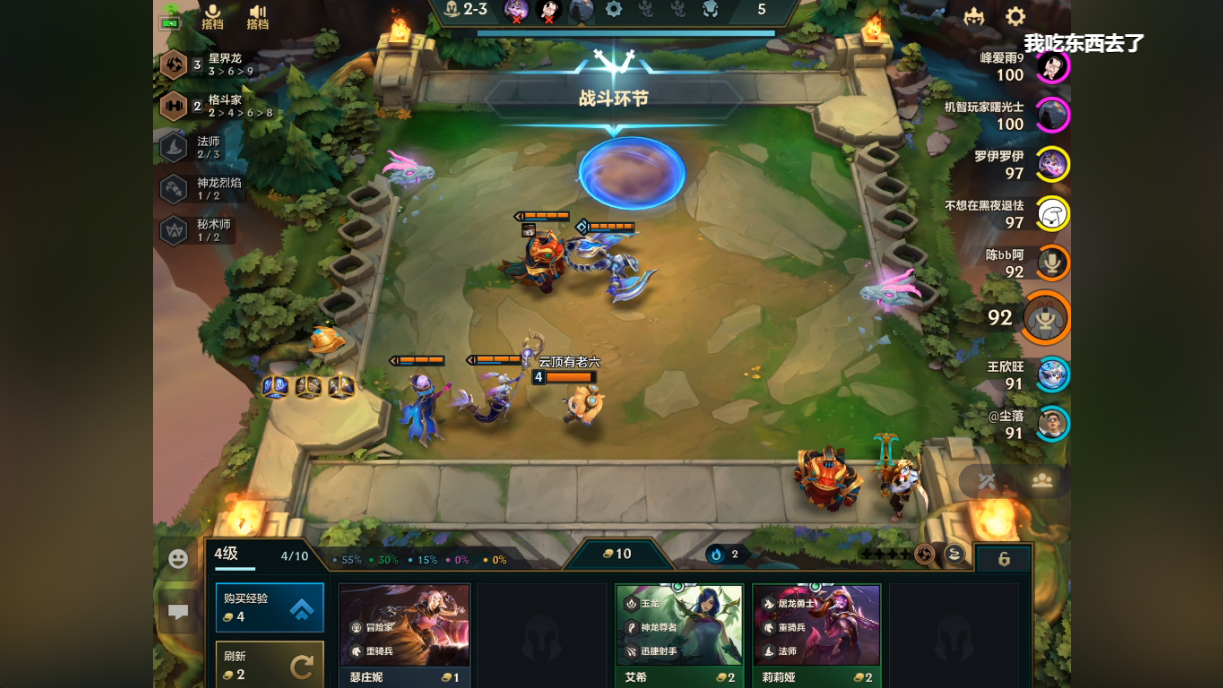 搭档
搭档
2-3
5
我吃东西去了
3 星界龙
3 > 6 > 9
2 格斗家
2 > 4 > 6 > 8
法师
2 / 3
神龙烈焰
1 / 2
秘术师
1 / 2
战斗环节
峰爱雨9
100
机智玩家曙光士
100
罗伊罗伊
97
不想在黑夜退怯
97
陈bb阿
92
92
王欣旺
91
@尘落
91
云顶有老六
4
4级
4/10
55%
30%
15%
0%
0%
10
2
购买经验
4
刷新
2
冒险家
重骑兵
瑟庄妮
1
玉龙
神龙尊者
迅捷射手
艾希
2
屠龙勇士
重骑兵
法师
莉莉娅
2